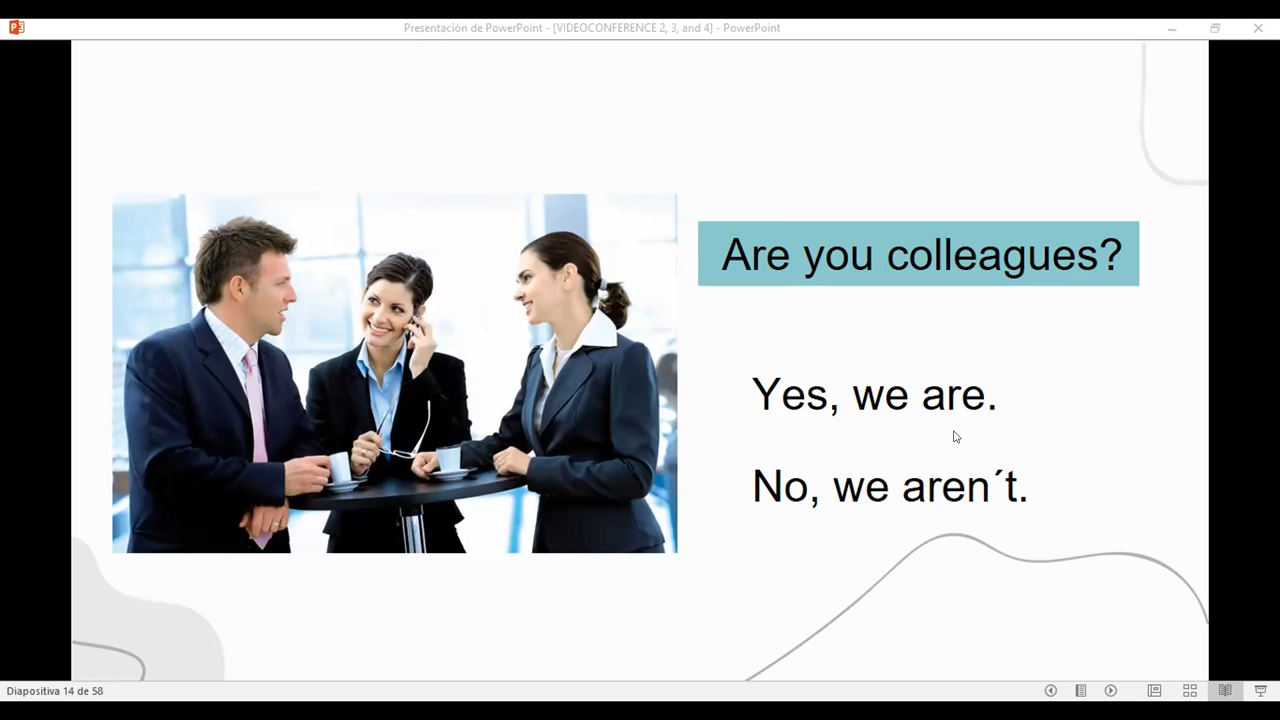 Presentación de PowerPoint - [VIDEOCONFERENCE 2, 3, and 4] - PowerPoint
Are you colleagues?
Yes, we are.
No, we aren´t.
Diapositiva 14 de 58